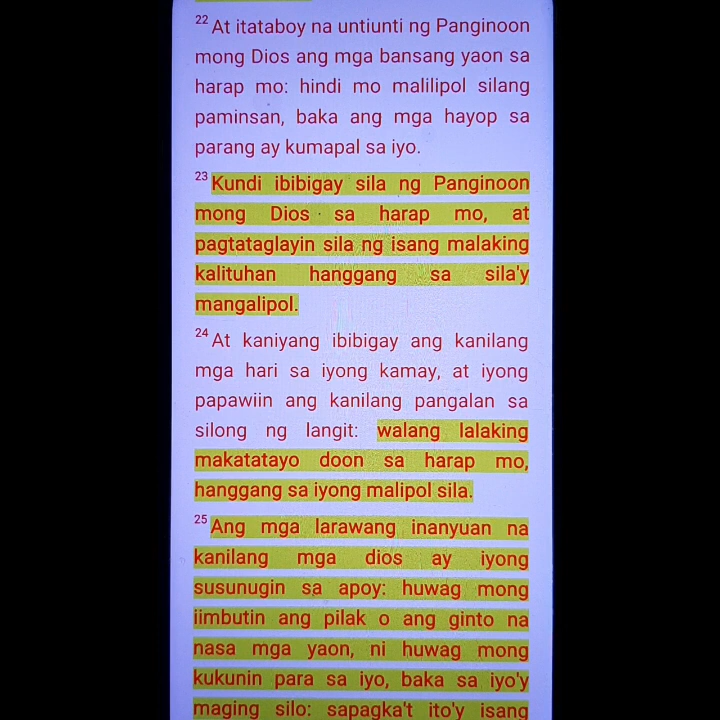 22 At itataboy na untiunti ng Panginoon
mong Dios ang mga bansang yaon sa
harap mo: hindi mo malilipol silang
paminsan, baka ang mga hayop sa
parang ay kumapal sa iyo.
23 Kundi ibibigay sila ng Panginoon
mong Dios sa harap mo, at
pagtataglayin sila ng isang malaking
kalituhan hanggang sa sila'y
mangalipol.
24 At kaniyang ibibigay ang kanilang
mga hari sa iyong kamay, at iyong
papawiin ang kanilang pangalan sa
silong ng langit: walang lalaking
makatatayo doon sa harap mo,
hanggang sa iyong malipol sila.
25 Ang mga larawang inanyuan na
kanilang mga dios ay iyong
susunugin sa apoy: huwag mong
iimbutin ang pilak o ang ginto na
nasa mga yaon, ni huwag mong
kukunin para sa iyo, baka sa iyo'y
maging silo: sapagka't ito'y isang